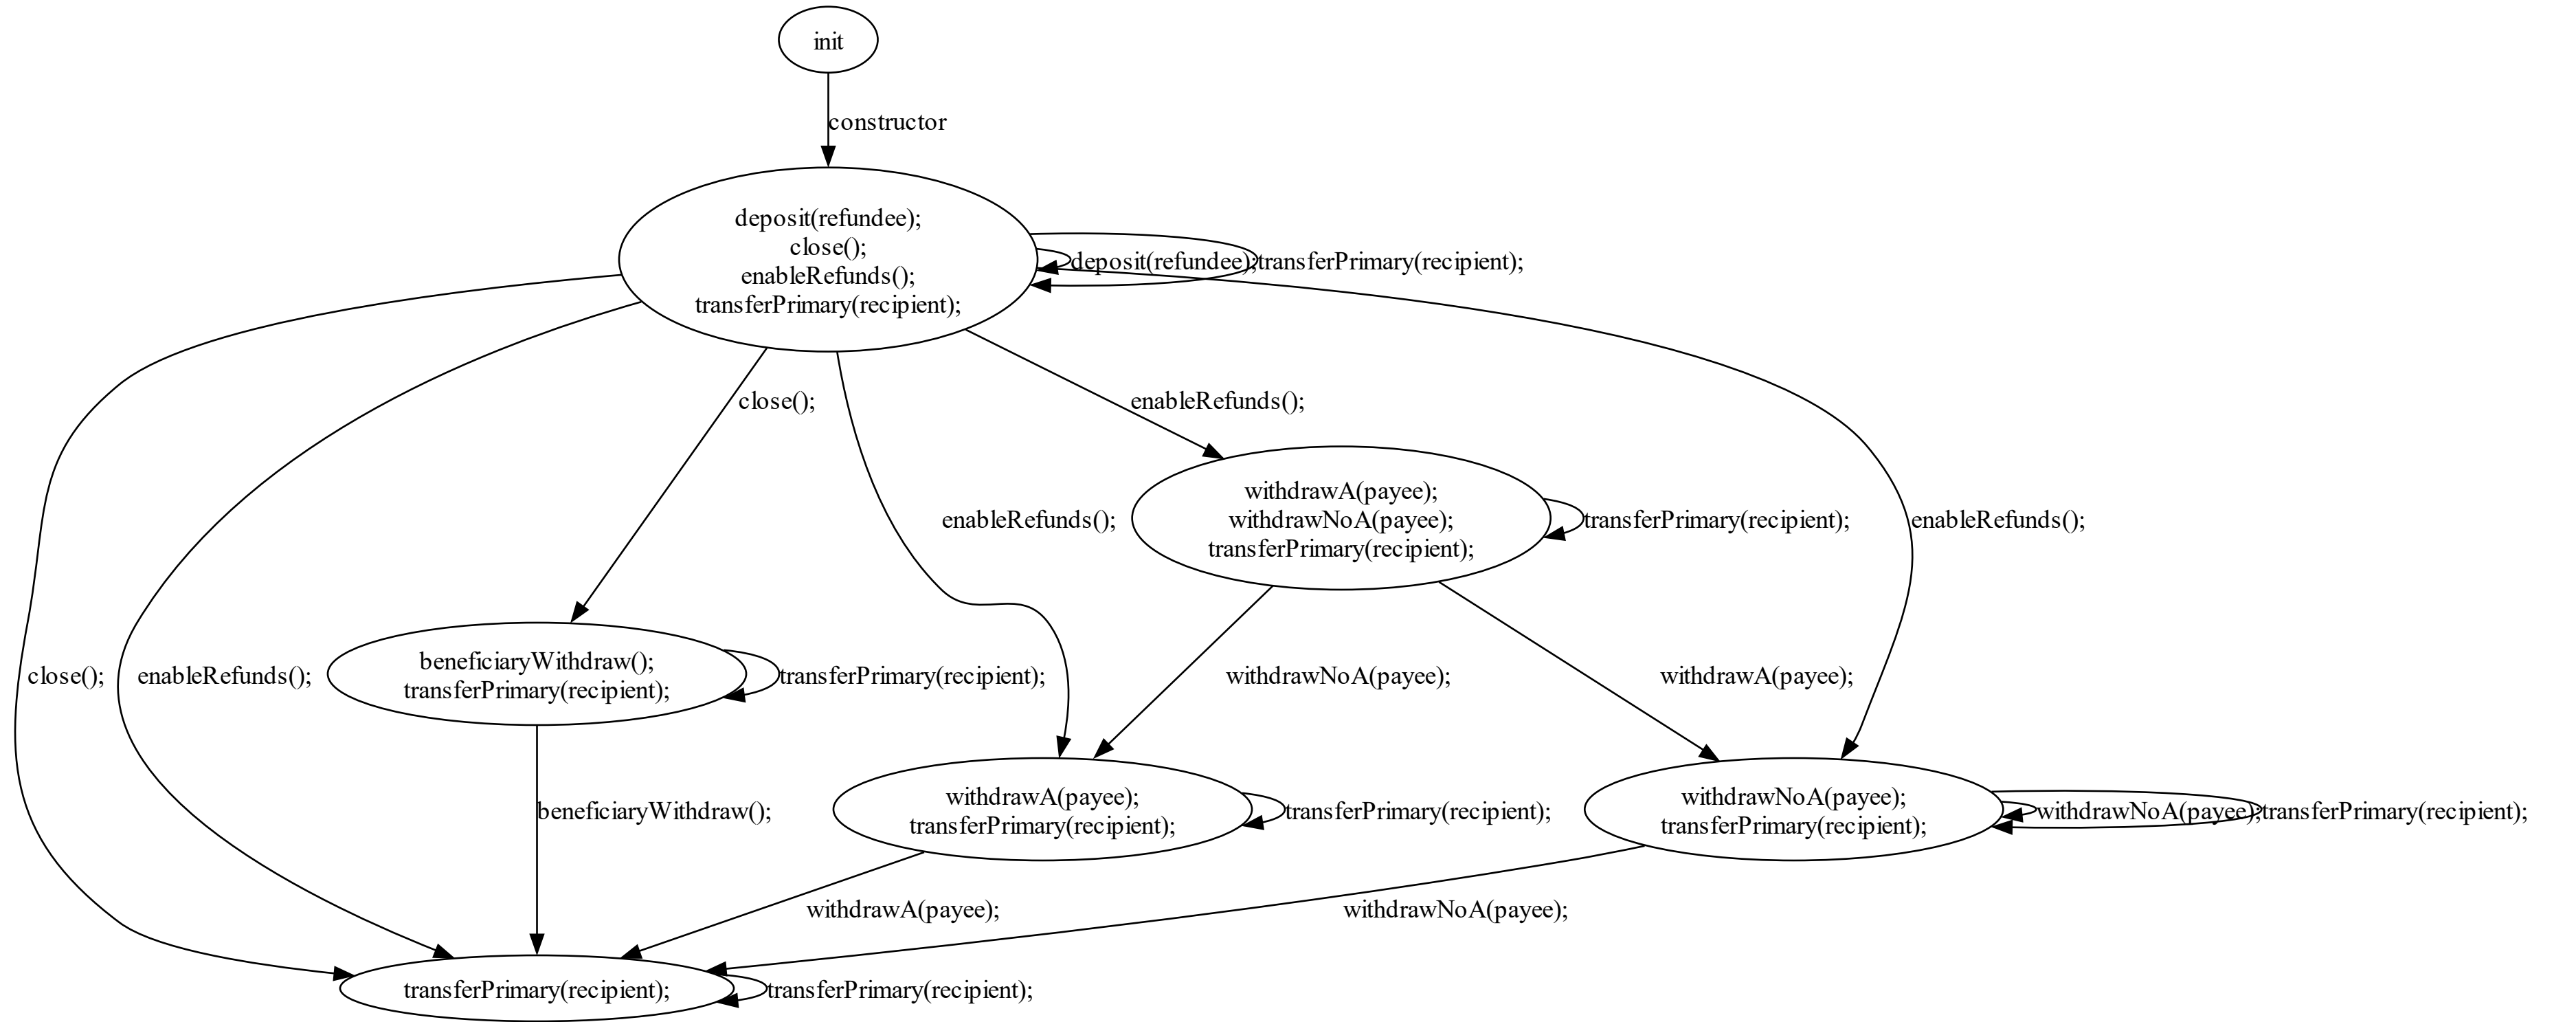 init
constructor
deposit(refundee);
close();
enableRefunds();
transferPrimary(recipient);
deposit(refundee);
transferPrimary(recipient);
close();
enableRefunds();
withdrawA(payee);
withdrawNoA(payee);
transferPrimary(recipient);
transferPrimary(recipient);
enableRefunds();
enableRefunds();
close();
enableRefunds();
beneficiaryWithdraw();
transferPrimary(recipient);
transferPrimary(recipient);
withdrawNoA(payee);
withdrawA(payee);
beneficiaryWithdraw();
withdrawA(payee);
transferPrimary(recipient);
transferPrimary(recipient);
withdrawNoA(payee);
transferPrimary(recipient);
withdrawNoA(payee);
transferPrimary(recipient);
withdrawA(payee);
withdrawNoA(payee);
transferPrimary(recipient);
transferPrimary(recipient);